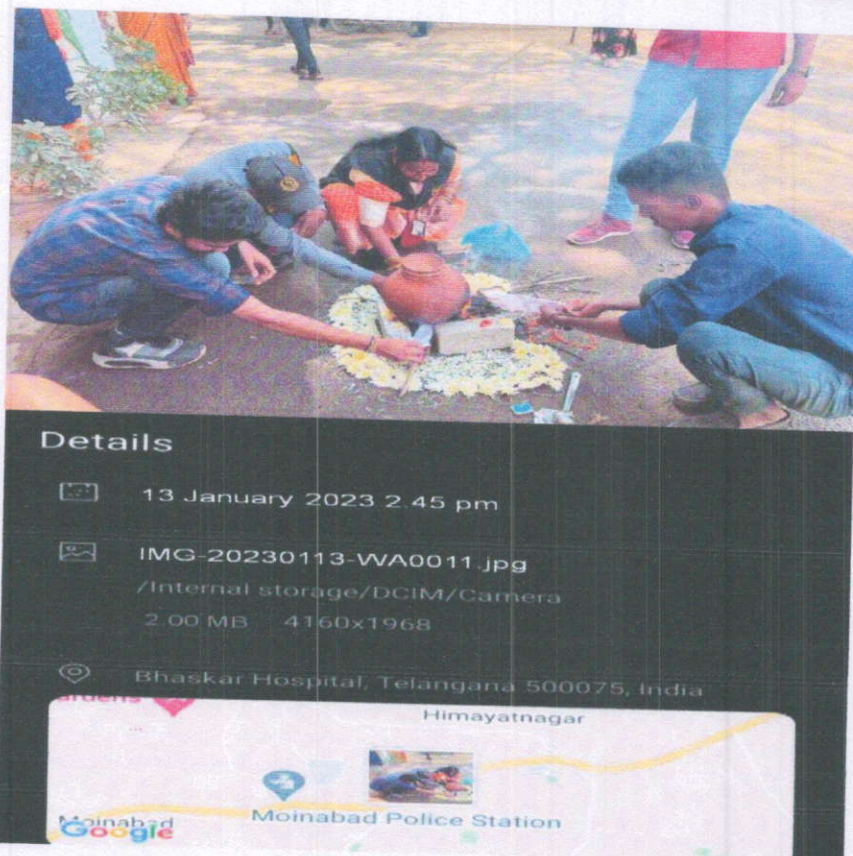 Details
13 January 2023 2.45 pm
IMG-20230113-WA0011.jpg
/Internal storage/DCIM/Camera
2.00 MB 4160x1968
Bhaskar Hospital, Telangana 500075, India
Himayatnagar
Moinabad Police Station
Moinabad
Google